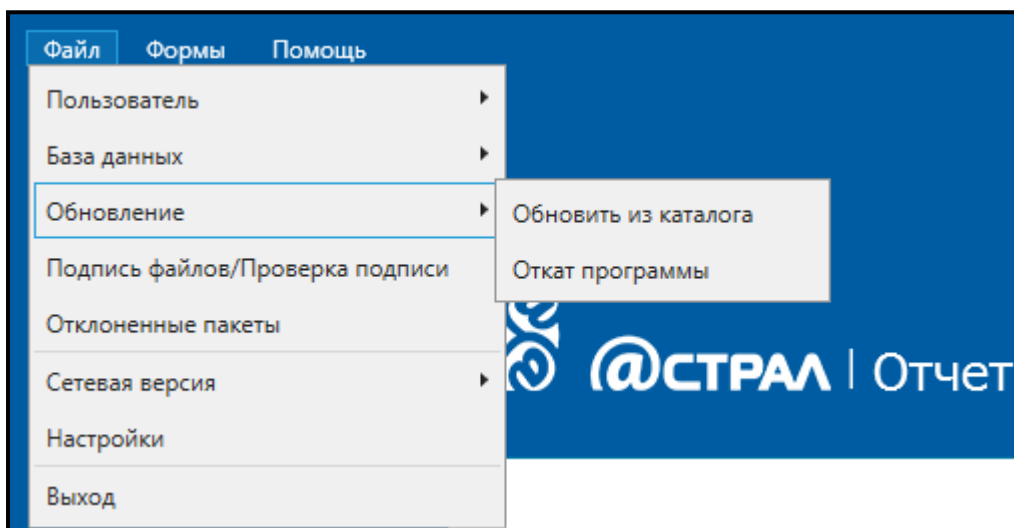 Файл Формы Помощь
Пользователь
База данных
Обновление
Обновить из каталога
Подпись файлов/Проверка подписи
Откат программы
Отклоненные пакеты
Сетевая версия
@СТРАЛ | Отчет
Настройки
Выход